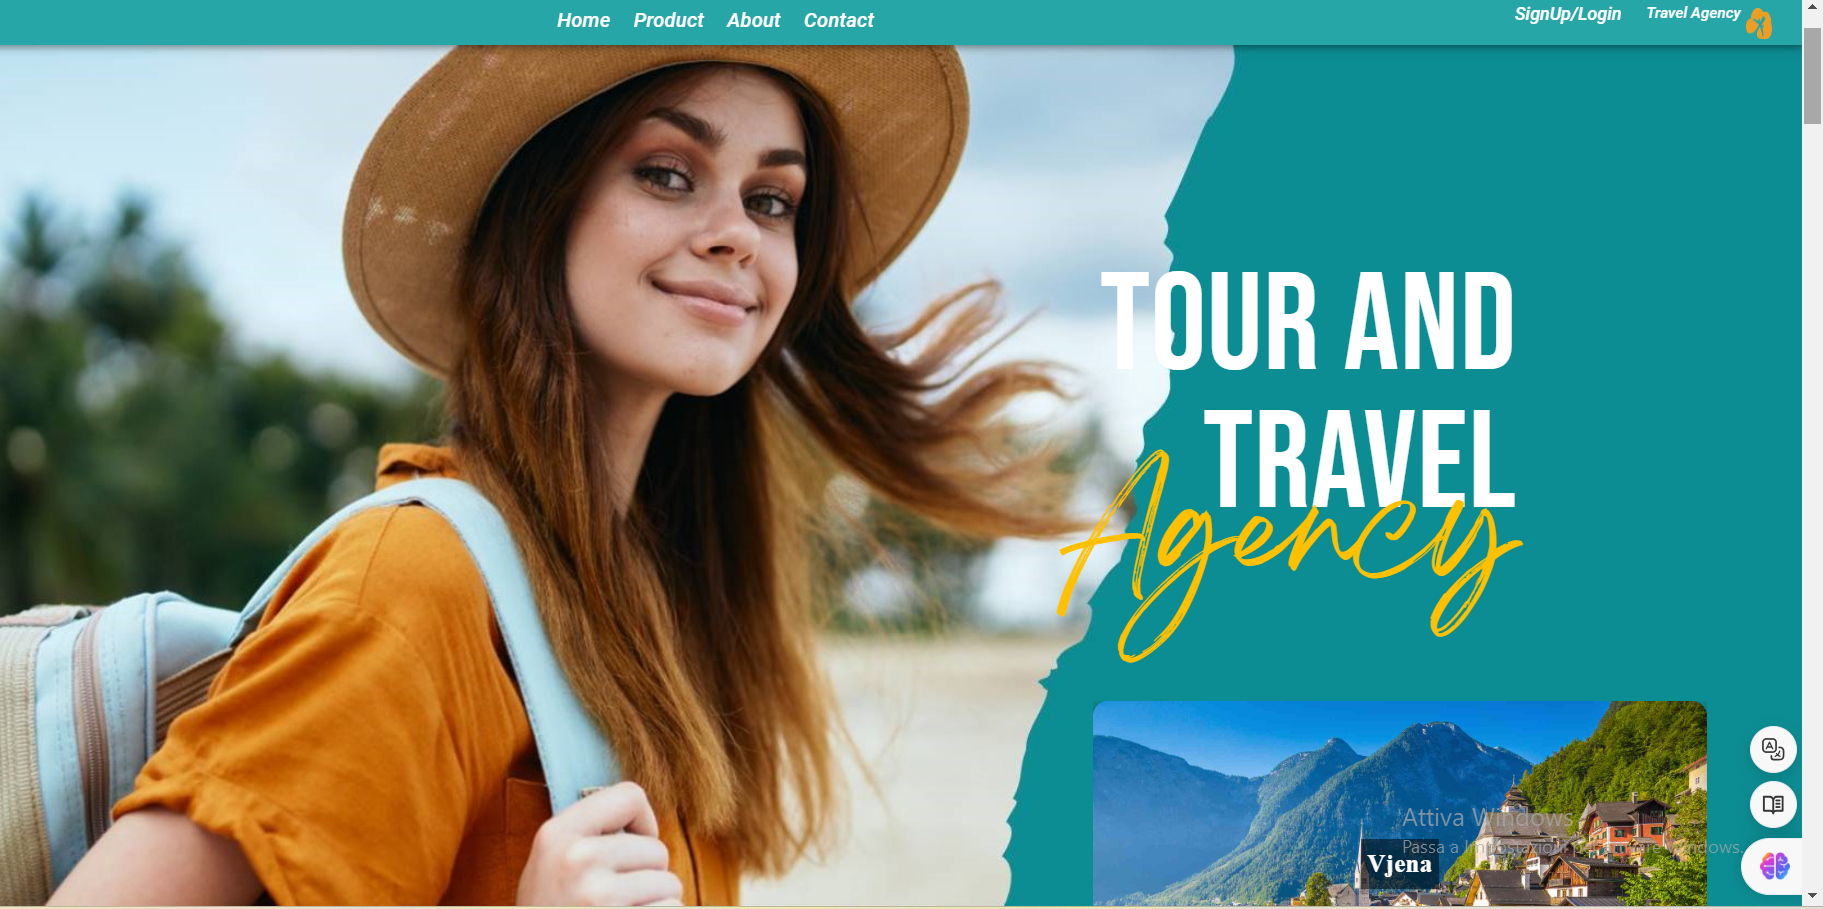 Home Product About Contact
SignUp/Login Travel Agency
TOUR AND
TRAVEL
Agency
Attiva Windows
Passa a Impostazioni per attivare Windows.
Vjena